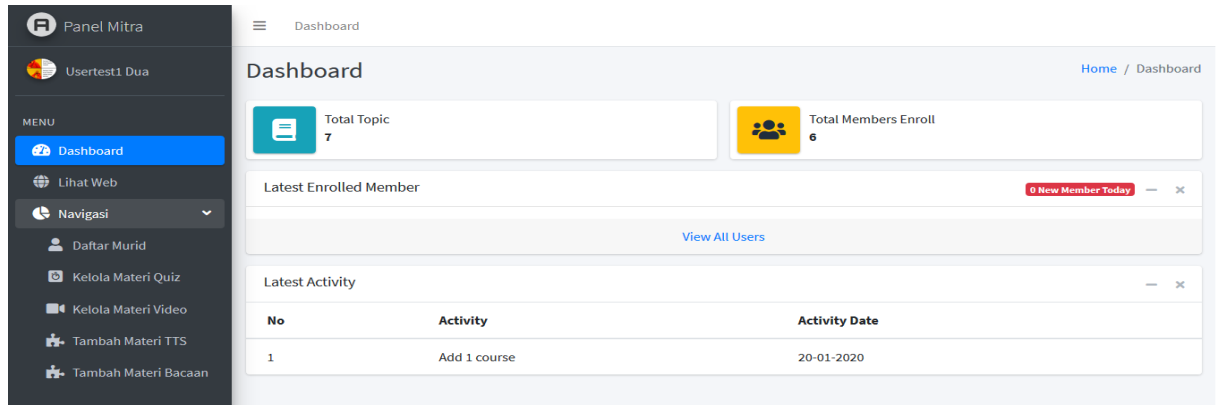 Panel Mitra
Usertest1 Dua
MENU
Dashboard
Lihat Web
Navigasi
Daftar Murid
Kelola Materi Quiz
Kelola Materi Video
Tambah Materi TTS
Tambah Materi Bacaan
Dashboard
Dashboard
Home / Dashboard
Total Topic
7
Total Members Enroll
6
Latest Enrolled Member
0 New Member Today
View All Users
Latest Activity
No Activity Activity Date
1 Add 1 course 20-01-2020